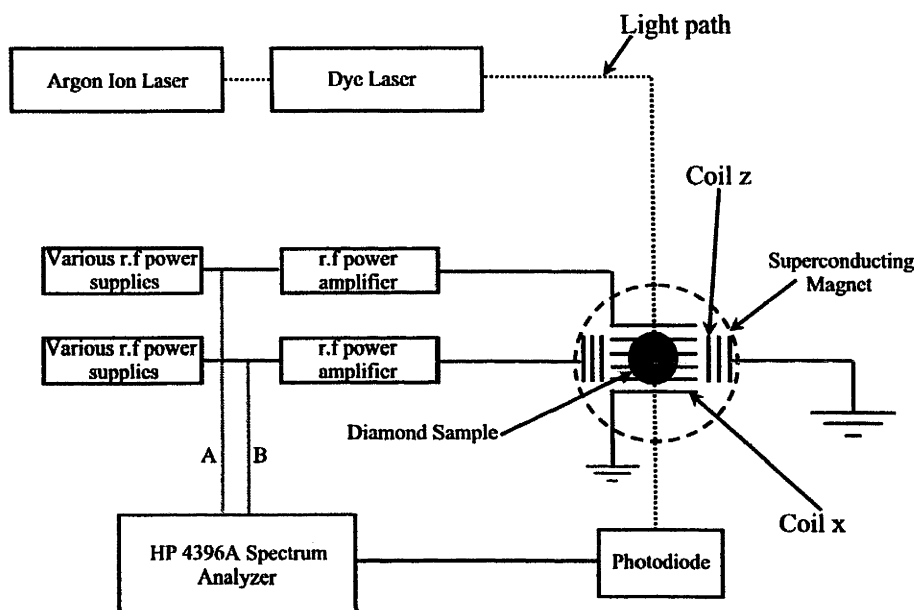 Light path
Argon Ion Laser
Dye Laser
Coil z
Various r.f power
supplies
r.f power
amplifier
Superconducting
Magnet
Various r.f power
supplies
r.f power
amplifier
Diamond Sample
A
B
Coil x
HP 4396A Spectrum
Analyzer
Photodiode